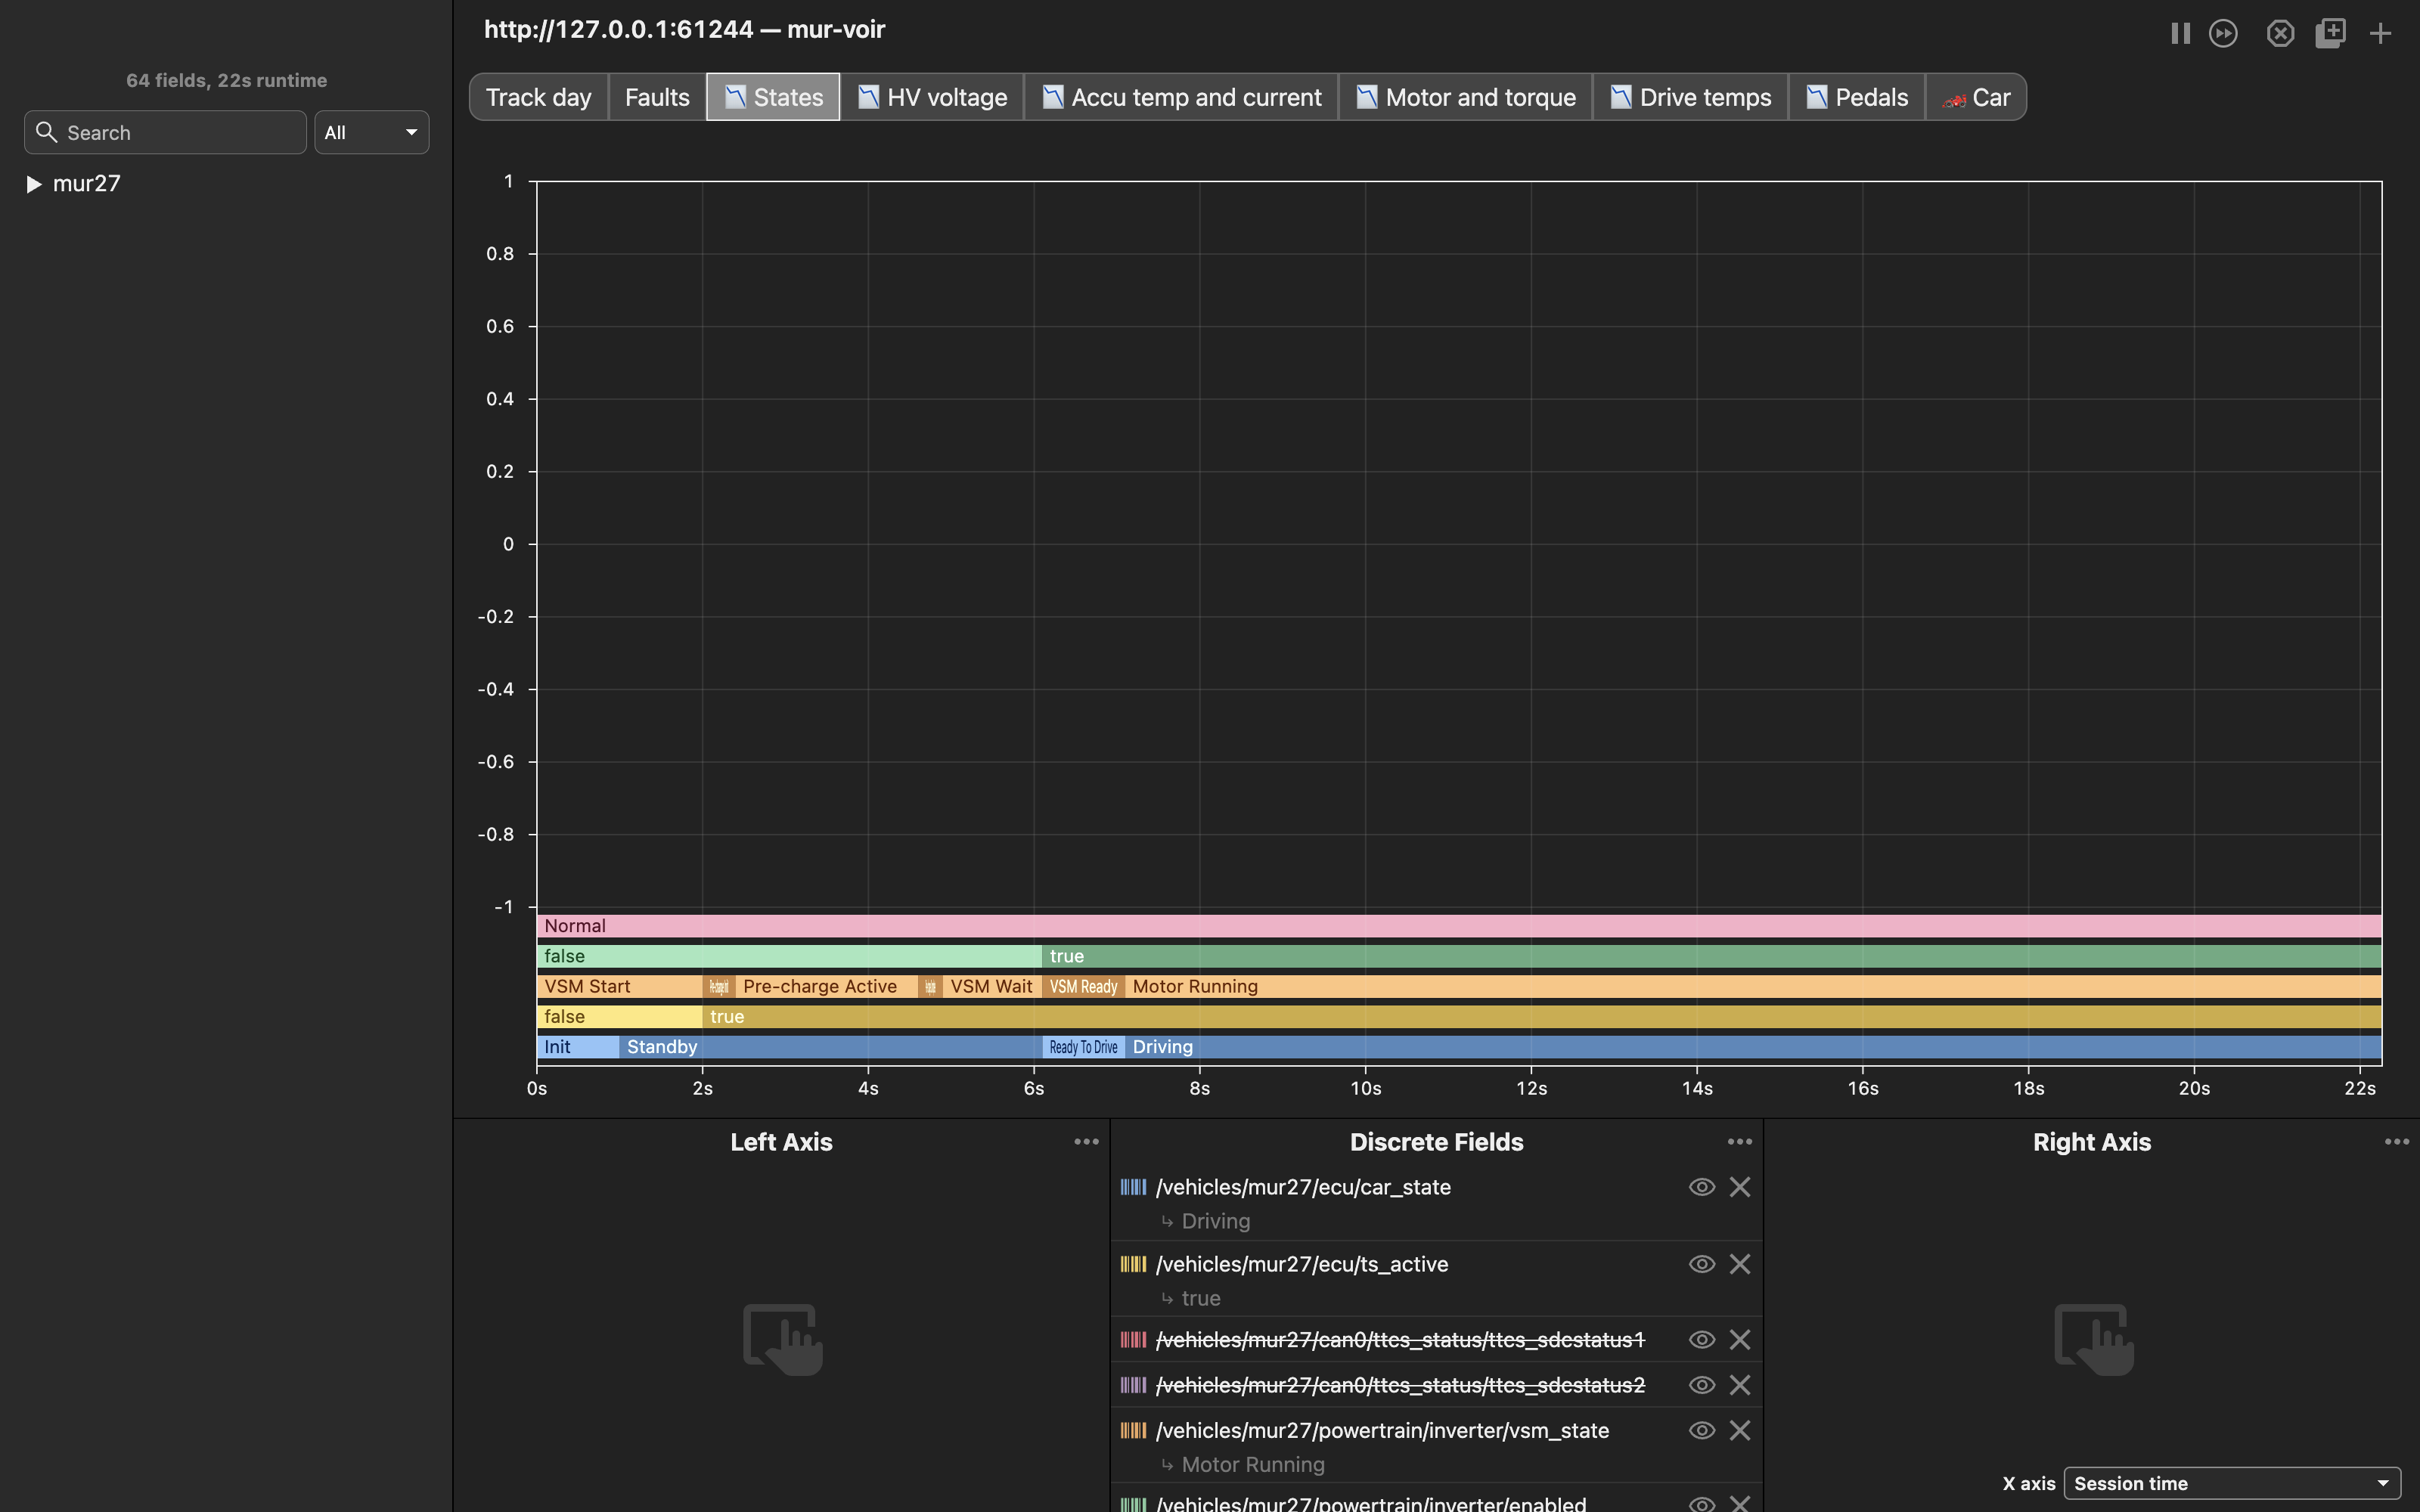 http://127.0.0.1:61244 — mur-voir
64 fields, 22s runtime
Search
All
mur27
Track day
Faults
States
HV voltage
Accu temp and current
Motor and torque
Drive temps
Pedals
Car
1
0.8
0.6
0.4
0.2
0
-0.2
-0.4
-0.6
-0.8
-1
Normal
false true
VSM Start Pre-charge Active VSM Wait VSM Ready Motor Running
false true
Init Standby Ready To Drive Driving
0s 2s 4s 6s 8s 10s 12s 14s 16s 18s 20s 22s
Left Axis
Discrete Fields
/vehicles/mur27/ecu/car_state
↳ Driving
/vehicles/mur27/ecu/ts_active
↳ true
/vehicles/mur27/can0/ttcs_status/ttcs_sdcstatus1
/vehicles/mur27/can0/ttcs_status/ttcs_sdcstatus2
/vehicles/mur27/powertrain/inverter/vsm_state
↳ Motor Running
/vehicles/mur27/powertrain/inverter/enabled
Right Axis
X axis Session time